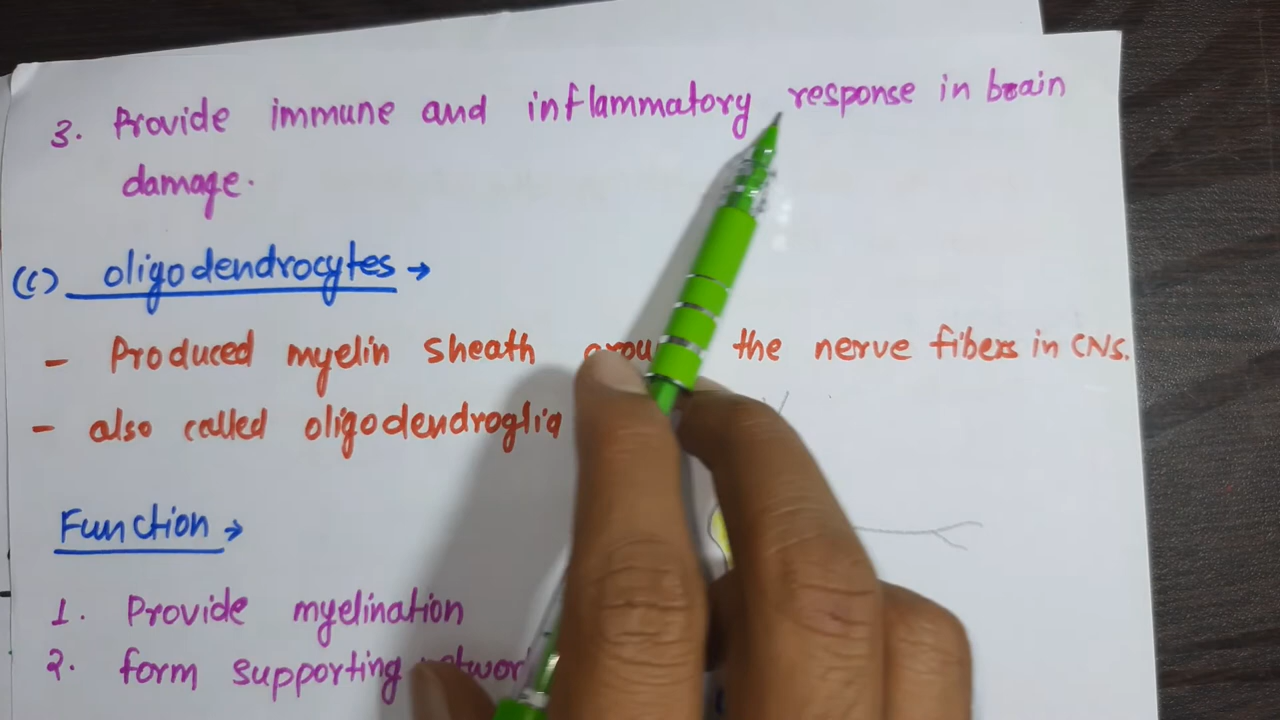 3. Provide immune and inflammatory response in brain
damage.
(C) oligodendrocytes →
- Produced myelin sheath the nerve fibers in CNS.
- also called oligodendroglia
Function →
1. Provide myelination
2. form supporting